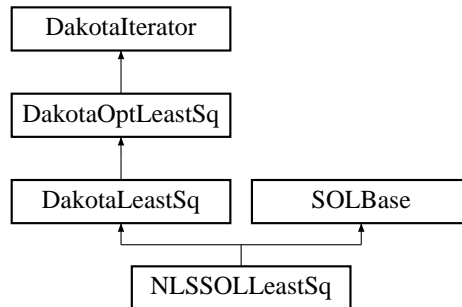 DakotaIterator
DakotaOptLeastSq
DakotaLeastSq
SOLBase
NLSSOLLeastSq